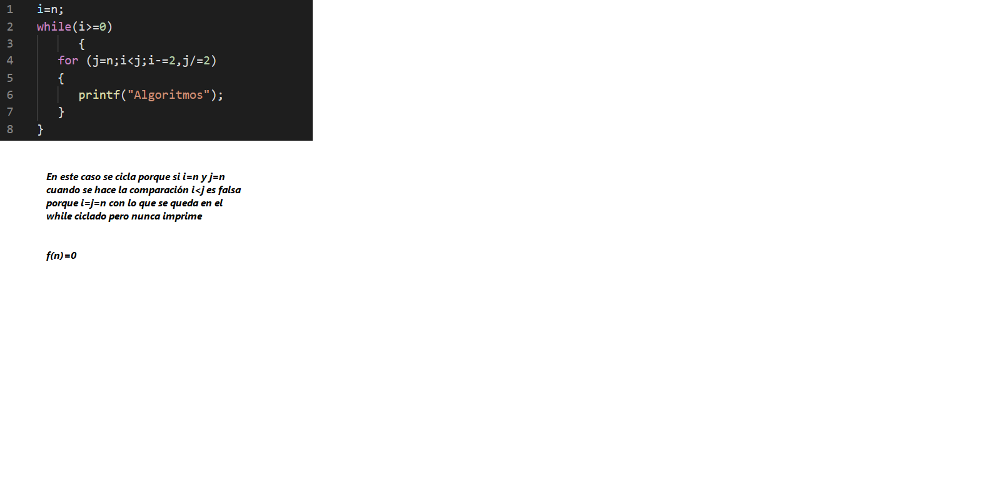 1 i=n;
2 while(i>=0)
3 {
4 for (j=n;i<j;i-=2,j/=2)
5 {
6 printf("Algoritmos");
7 }
8 }
En este caso se cicla porque si i=n y j=n
cuando se hace la comparación i<j es falsa
porque i=j=n con lo que se queda en el
while ciclado pero nunca imprime
f(n)=0